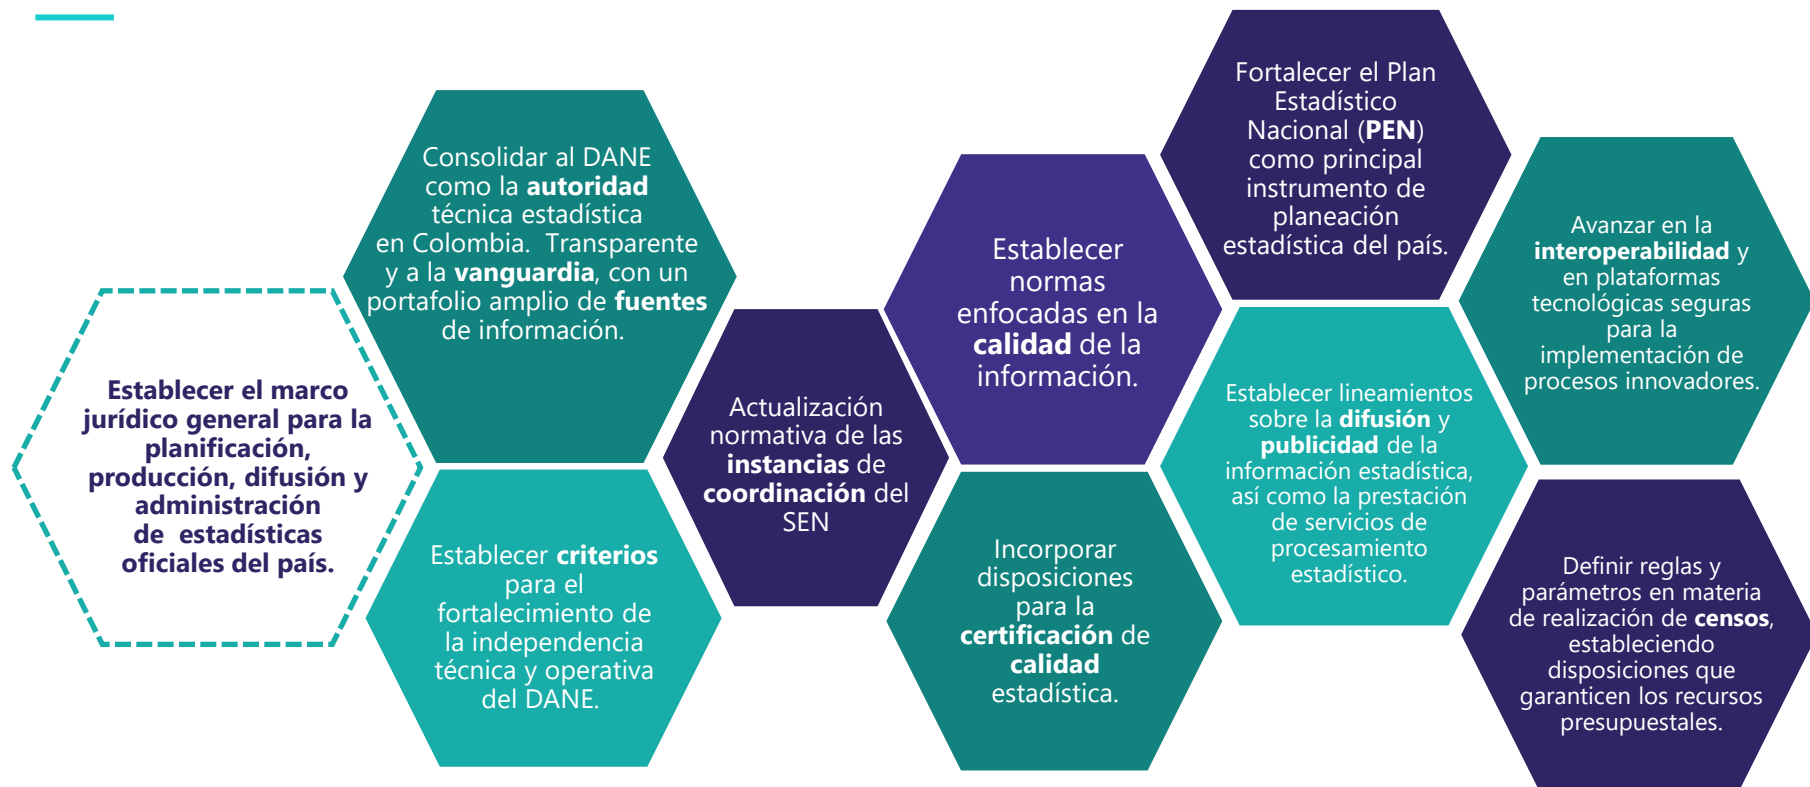 Establecer el marco
jurídico general para la
planificación,
producción, difusión y
administración
de estadísticas
oficiales del país.
Consolidar al DANE
como la autoridad
técnica estadística
en Colombia. Transparente
y a la vanguardia, con un
portafolio amplio de fuentes
de información.
Establecer criterios
para el
fortalecimiento de
la independencia
técnica y operativa
del DANE.
Actualización
normativa de las
instancias de
coordinación del
SEN
Establecer
normas
enfocadas en la
calidad de la
información.
Incorporar
disposiciones
para la
certificación de
calidad
estadística.
Fortalecer el Plan
Estadístico
Nacional (PEN)
como principal
instrumento de
planeación
estadística del país.
Establecer lineamientos
sobre la difusión y
publicidad de la
información estadística,
así como la prestación
de servicios de
procesamiento
estadístico.
Avanzar en la
interoperabilidad y
en plataformas
tecnológicas seguras
para la
implementación de
procesos innovadores.
Definir reglas y
parámetros en materia
de realización de censos,
estableciendo
disposiciones que
garanticen los recursos
presupuestales.